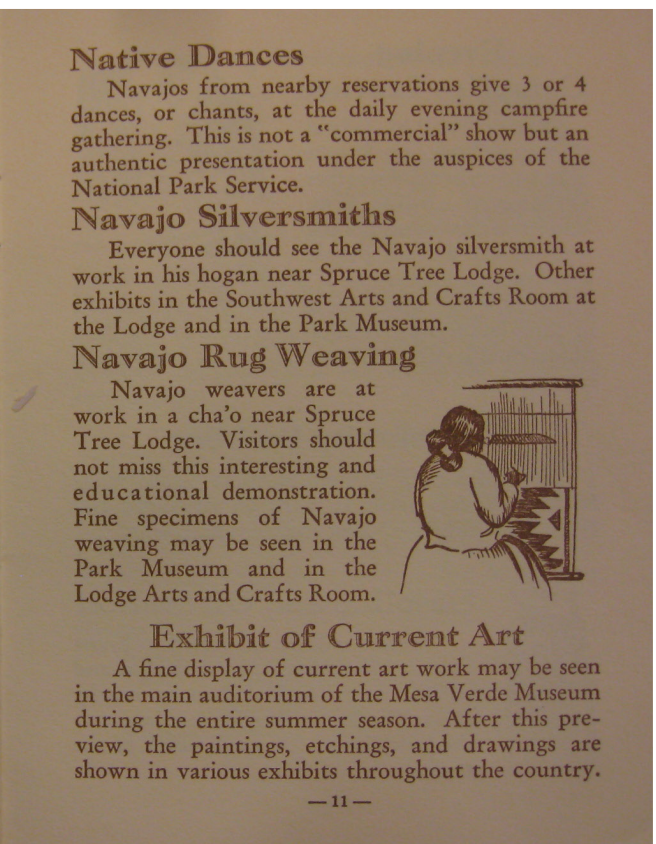 Native Dances
Navajos from nearby reservations give 3 or 4
dances, or chants, at the daily evening campfire
gathering. This is not a "commercial" show but an
authentic presentation under the auspices of the
National Park Service.
Navajo Silversmiths
Everyone should see the Navajo silversmith at
work in his hogan near Spruce Tree Lodge. Other
exhibits in the Southwest Arts and Crafts Room at
the Lodge and in the Park Museum.
Navajo Rug Weaving
Navajo weavers are at
work in a cha'o near Spruce
Tree Lodge. Visitors should
not miss this interesting and
educational demonstration.
Fine specimens of Navajo
weaving may be seen in the
Park Museum and in the
Lodge Arts and Crafts Room.
Exhibit of Current Art
A fine display of current art work may be seen
in the main auditorium of the Mesa Verde Museum
during the entire summer season. After this pre-
view, the paintings, etchings, and drawings are
shown in various exhibits throughout the country.
— 11 —